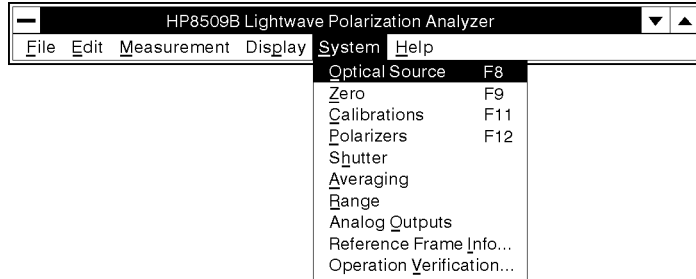 HP8509B Lightwave Polarization Analyzer
File Edit Measurement Display System Help
Optical Source F8
Zero F9
Calibrations F11
Polarizers F12
Shutter
Averaging
Range
Analog Outputs
Reference Frame Info...
Operation Verification...